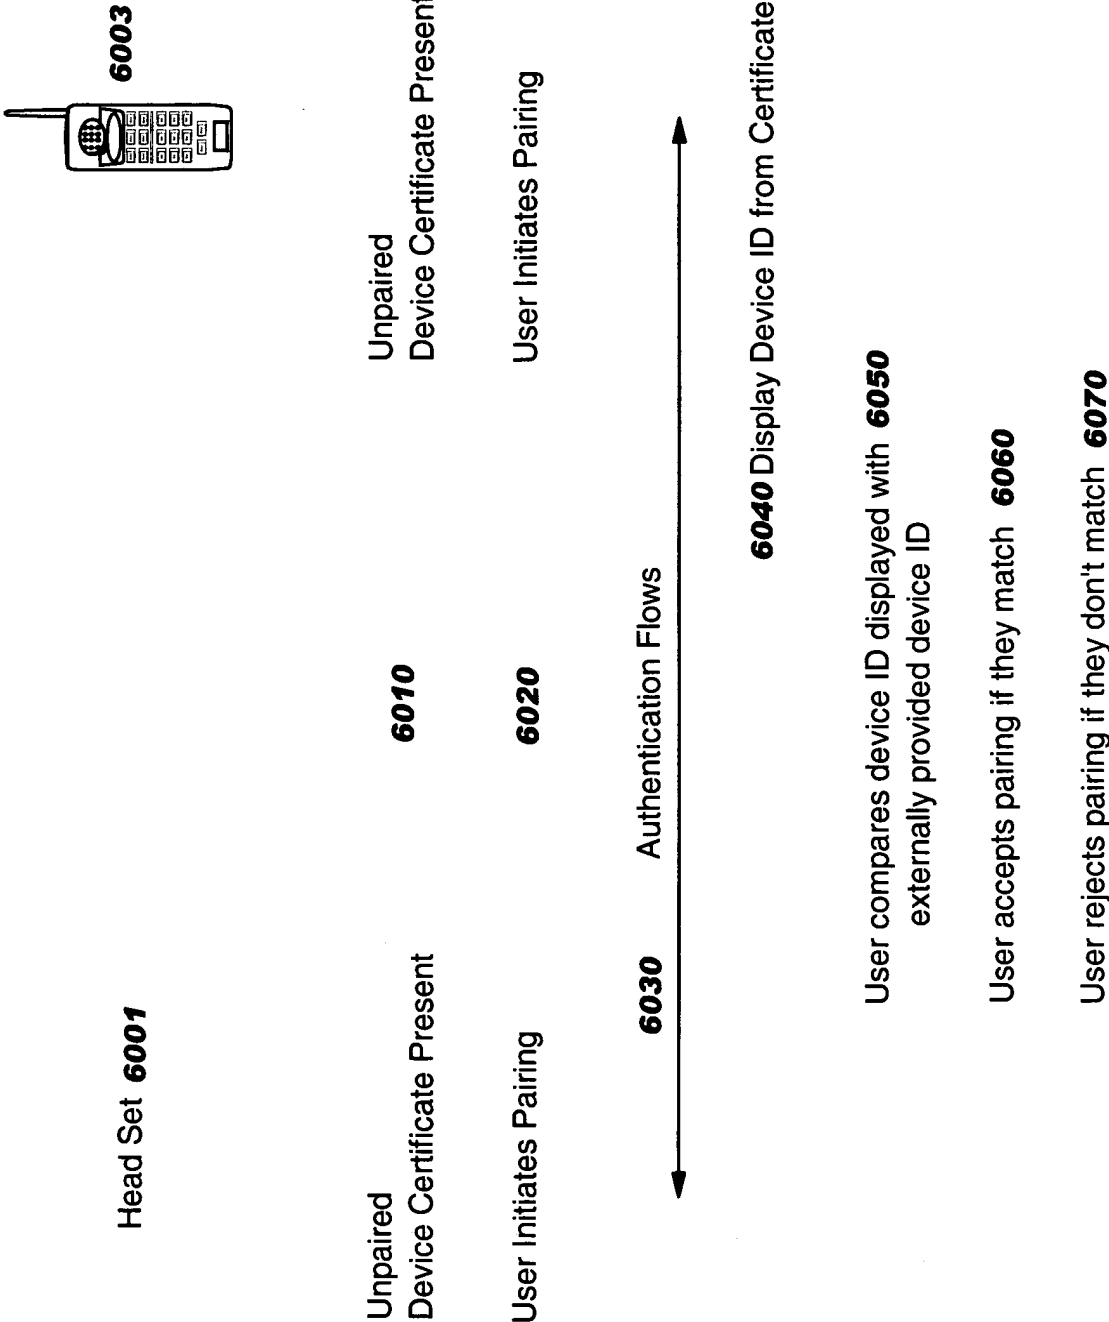 Head Set 6001
6003
Unpaired
Device Certificate Present
6010
Unpaired
Device Certificate Present
User Initiates Pairing
6020
User Initiates Pairing
6030
Authentication Flows
6040 Display Device ID from Certificate
User compares device ID displayed with 6050
externally provided device ID
User accepts pairing if they match 6060
User rejects pairing if they don't match 6070